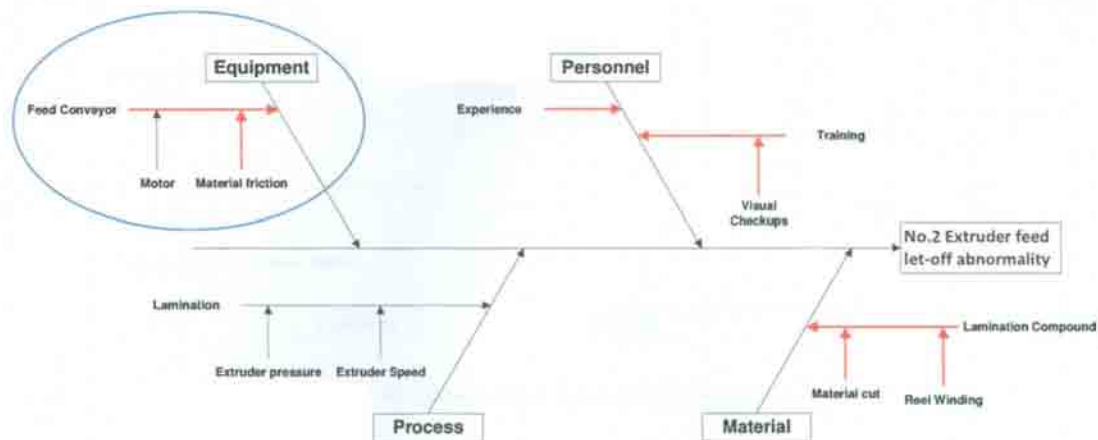 Equipment
Personnel
Feed Conveyor
Experience
Training
Motor
Material friction
Visual
Checkups
No.2 Extruder feed
let-off abnormality
Lamination
Lamination Compound
Extruder pressure
Extruder Speed
Material cut
Reel Winding
Process
Material